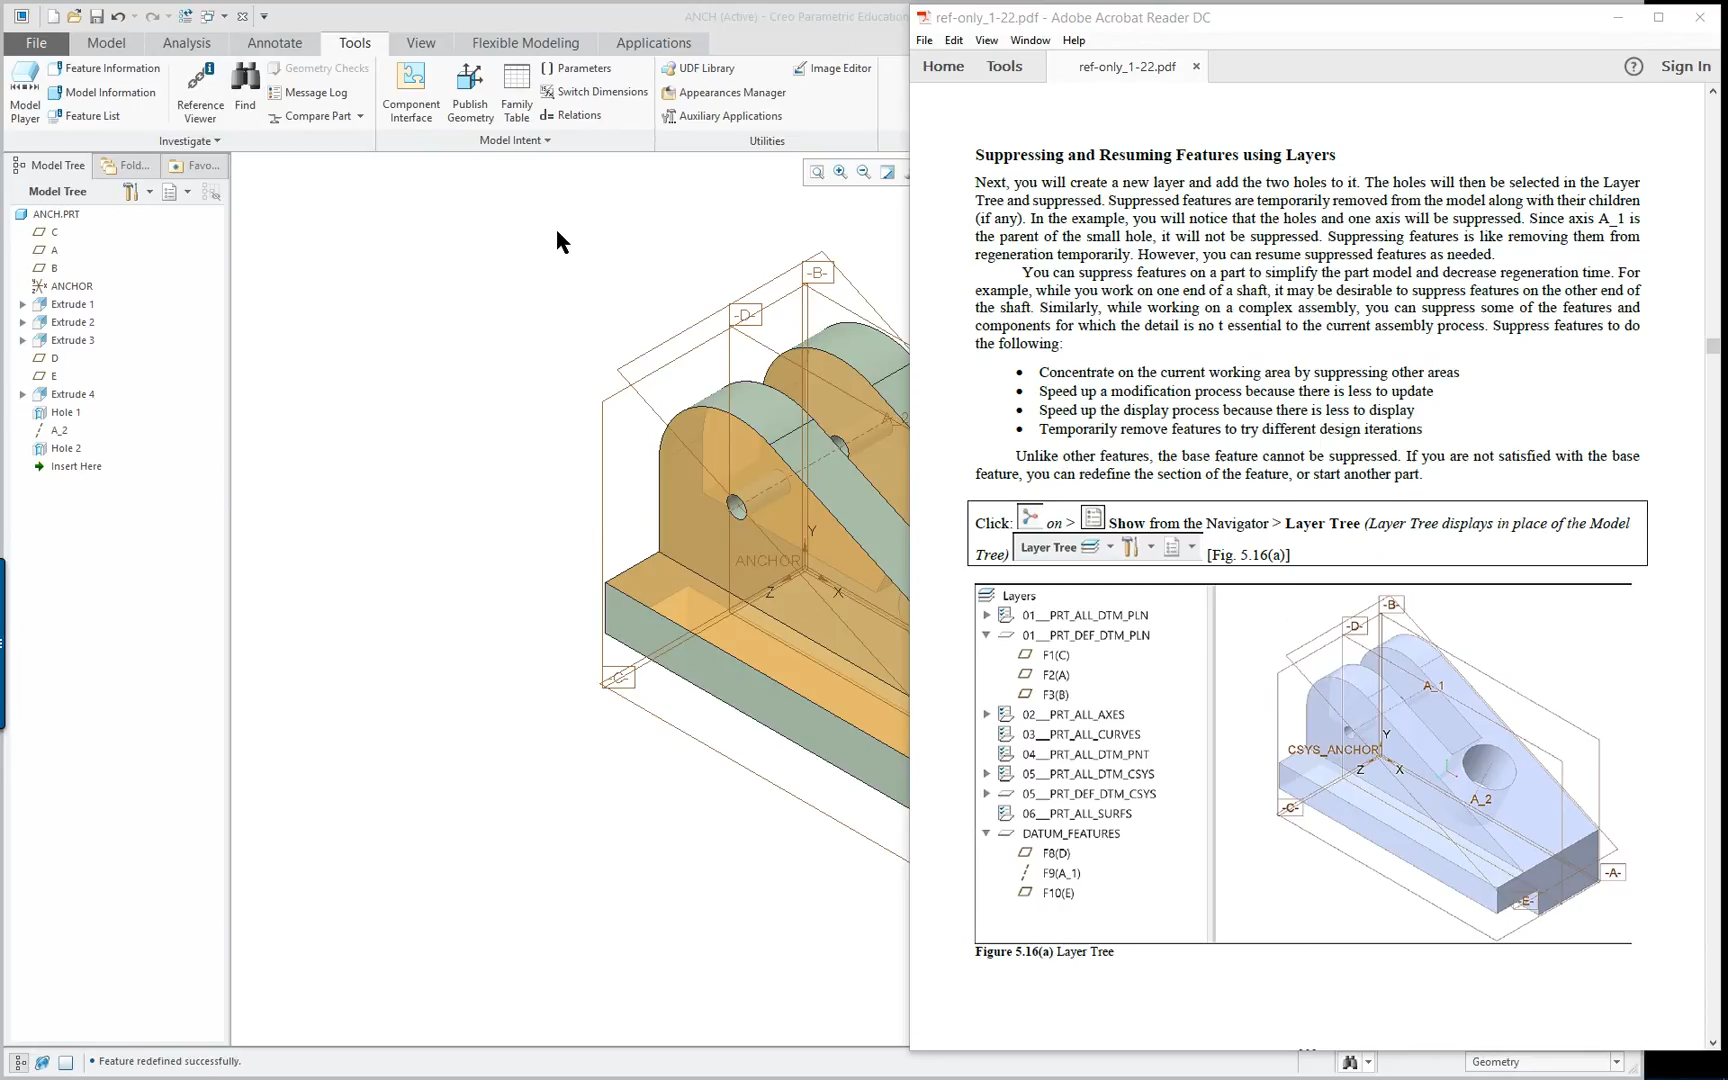 ANCH (Active) - Creo Parametric Education
File
Model
Analysis
Annotate
Tools
View
Flexible Modeling
Applications
Model Player
Feature Information
Model Information
Feature List
Reference Viewer
Find
Geometry Checks
Message Log
Compare Part
Investigate
Component Interface
Publish Geometry
Family Table
Parameters
Switch Dimensions
d= Relations
Model Intent
UDF Library
Appearances Manager
Auxiliary Applications
Image Editor
Utilities
Model Tree
Fold...
Favo...
Model Tree
ANCH.PRT
C
A
B
ANCHOR
Extrude 1
Extrude 2
Extrude 3
D
E
Extrude 4
Hole 1
A_2
Hole 2
Insert Here
-B-
-D-
Y
ANCHOR
Z
X
-C-
Feature redefined successfully.
Geometry
ref-only_1-22.pdf - Adobe Acrobat Reader DC
File Edit View Window Help
Home
Tools
ref-only_1-22.pdf
Sign In
Suppressing and Resuming Features using Layers
Next, you will create a new layer and add the two holes to it. The holes will then be selected in the Layer
Tree and suppressed. Suppressed features are temporarily removed from the model along with their children
(if any). In the example, you will notice that the holes and one axis will be suppressed. Since axis A_1 is
the parent of the small hole, it will not be suppressed. Suppressing features is like removing them from
regeneration temporarily. However, you can resume suppressed features as needed.
You can suppress features on a part to simplify the part model and decrease regeneration time. For
example, while you work on one end of a shaft, it may be desirable to suppress features on the other end of
the shaft. Similarly, while working on a complex assembly, you can suppress some of the features and
components for which the detail is no t essential to the current assembly process. Suppress features to do
the following:
• Concentrate on the current working area by suppressing other areas
• Speed up a modification process because there is less to update
• Speed up the display process because there is less to display
• Temporarily remove features to try different design iterations
Unlike other features, the base feature cannot be suppressed. If you are not satisfied with the base
feature, you can redefine the section of the feature, or start another part.
Click: on > Show from the Navigator > Layer Tree (Layer Tree displays in place of the Model
Tree) Layer Tree [Fig. 5.16(a)]
Layers
01__PRT_ALL_DTM_PLN
01__PRT_DEF_DTM_PLN
F1(C)
F2(A)
F3(B)
02__PRT_ALL_AXES
03__PRT_ALL_CURVES
04__PRT_ALL_DTM_PNT
05__PRT_ALL_DTM_CSYS
05__PRT_DEF_DTM_CSYS
06__PRT_ALL_SURFS
DATUM_FEATURES
F8(D)
F9(A_1)
F10(E)
-B-
-D-
A_1
Y
CSYS_ANCHOR
Z
X
A_2
-C-
-A-
-E-
Figure 5.16(a) Layer Tree